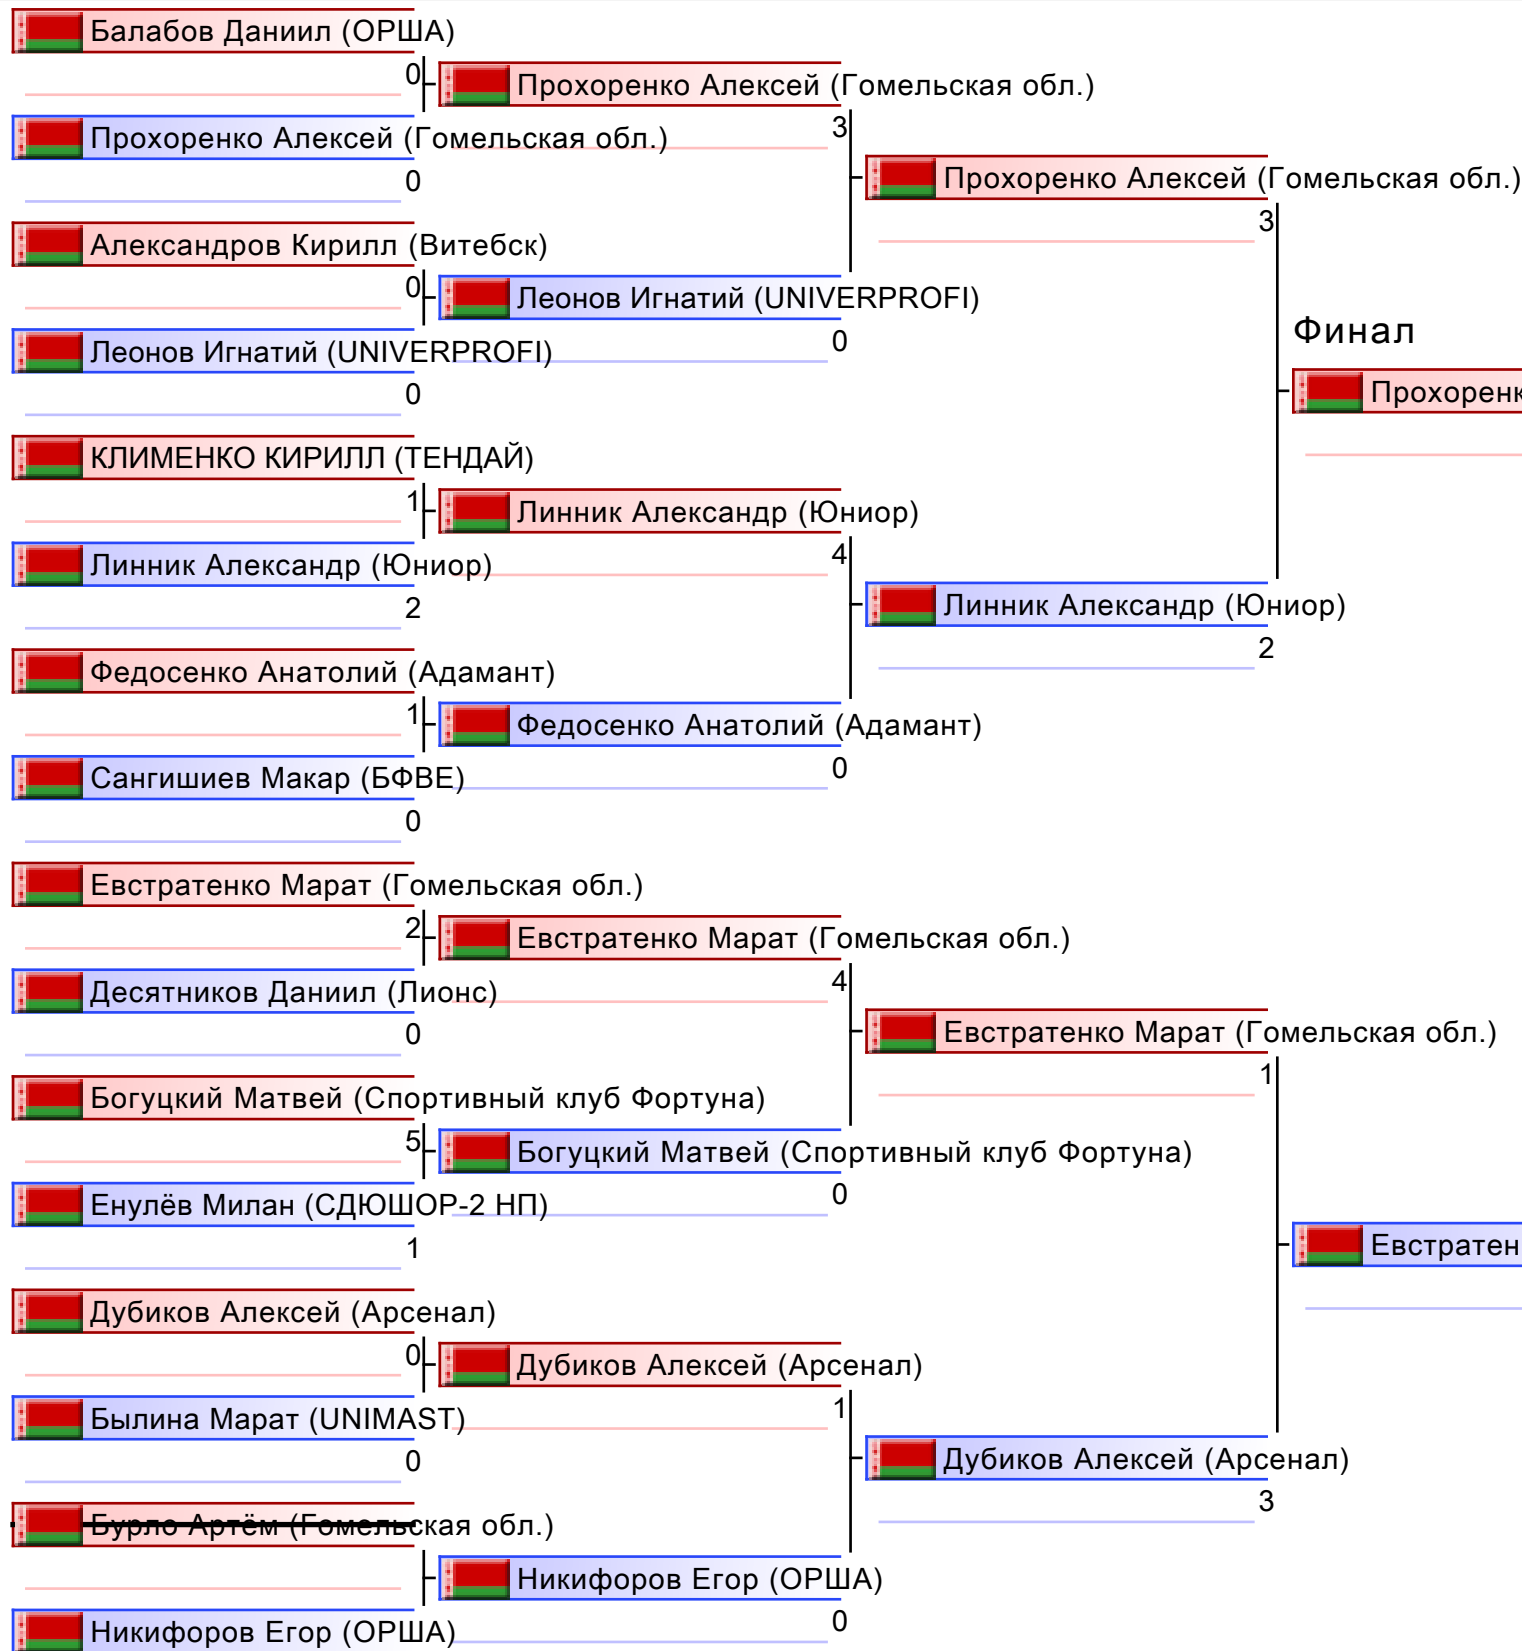 Балабов Даниил (ОРША)
0
Прохоренко Алексей (Гомельская обл.)
0
Александров Кирилл (Витебск)
0
Леонов Игнатий (UNIVERPROFI)
0
КЛИМЕНКО КИРИЛЛ (ТЕНДАЙ)
1
Линник Александр (Юниор)
2
Федосенко Анатолий (Адамант)
1
Сангишиев Макар (БФВЕ)
0
Евстратенко Марат (Гомельская обл.)
2
Десятников Даниил (Лионс)
0
Богуцкий Матвей (Спортивный клуб Фортуна)
5
Енулёв Милан (СДЮШОР-2 НП)
1
Дубиков Алексей (Арсенал)
0
Былина Марат (UNIMAST)
0
Бурло Артём (Гомельская обл.)
Никифоров Егор (ОРША)
Прохоренко Алексей (Гомельская обл.)
3
Леонов Игнатий (UNIVERPROFI)
0
Линник Александр (Юниор)
4
Федосенко Анатолий (Адамант)
0
Евстратенко Марат (Гомельская обл.)
4
Богуцкий Матвей (Спортивный клуб Фортуна)
0
Дубиков Алексей (Арсенал)
1
Никифоров Егор (ОРША)
0
Прохоренко Алексей (Гомельская обл.)
3
Линник Александр (Юниор)
2
Евстратенко Марат (Гомельская обл.)
1
Дубиков Алексей (Арсенал)
3
Финал
Прохоренк
Евстратен